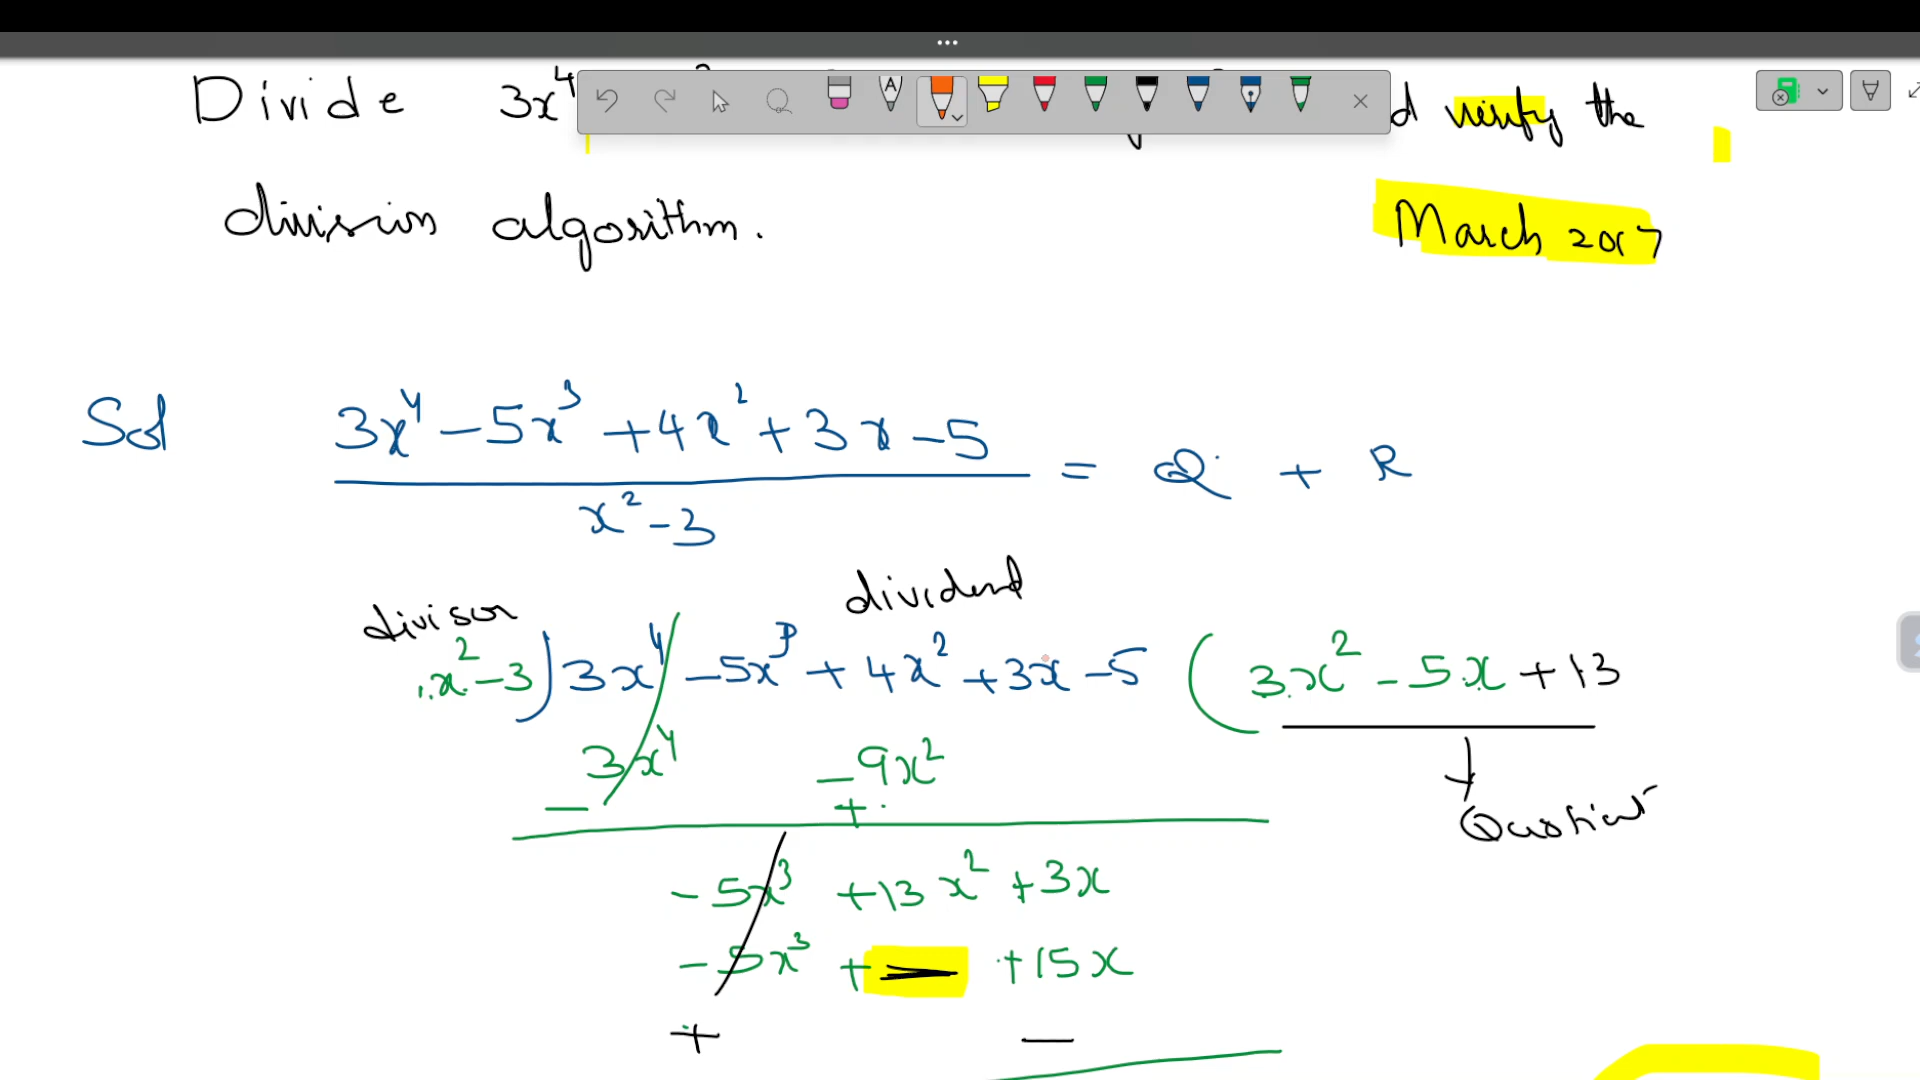 Divide 3x⁴ verify the
division algorithm.
March 2017
Sol 3x⁴ - 5x³ + 4x² + 3x - 5
= Q + R
x² - 3
divisor dividend
x² - 3 ) 3x⁴ - 5x³ + 4x² + 3x - 5 ( 3x² - 5x + 13
3x⁴ - 9x²
- +
Quotient
- 5x³ + 13x² + 3x
- 5x³ + + 15x
+ -